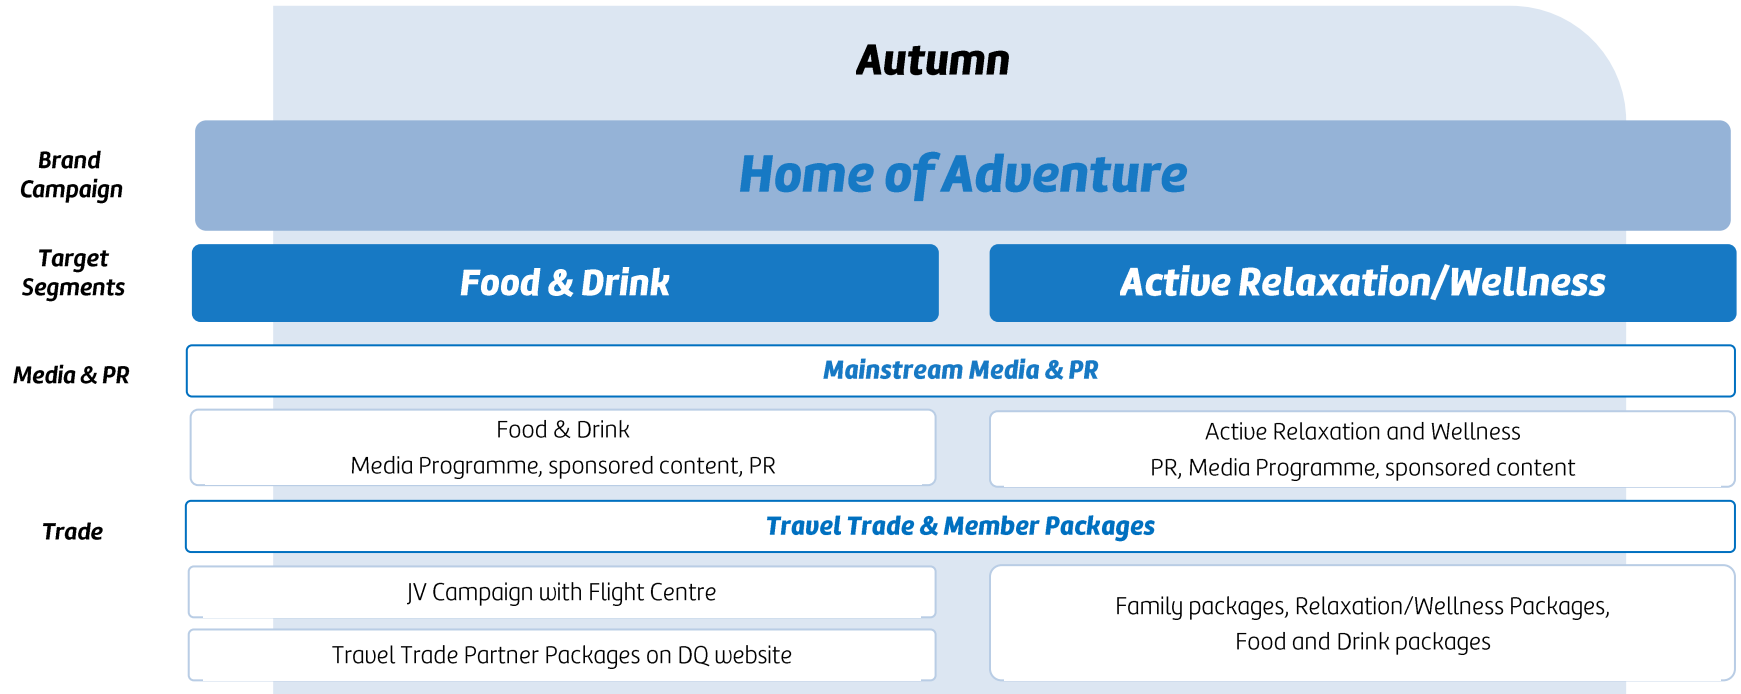 Autumn
Brand
Campaign
Home of Adventure
Target
Segments
Food & Drink
Active Relaxation/Wellness
Media & PR
Mainstream Media & PR
Food & Drink
Media Programme, sponsored content, PR
Active Relaxation and Wellness
PR, Media Programme, sponsored content
Trade
Travel Trade & Member Packages
JV Campaign with Flight Centre
Travel Trade Partner Packages on DQ website
Family packages, Relaxation/Wellness Packages,
Food and Drink packages